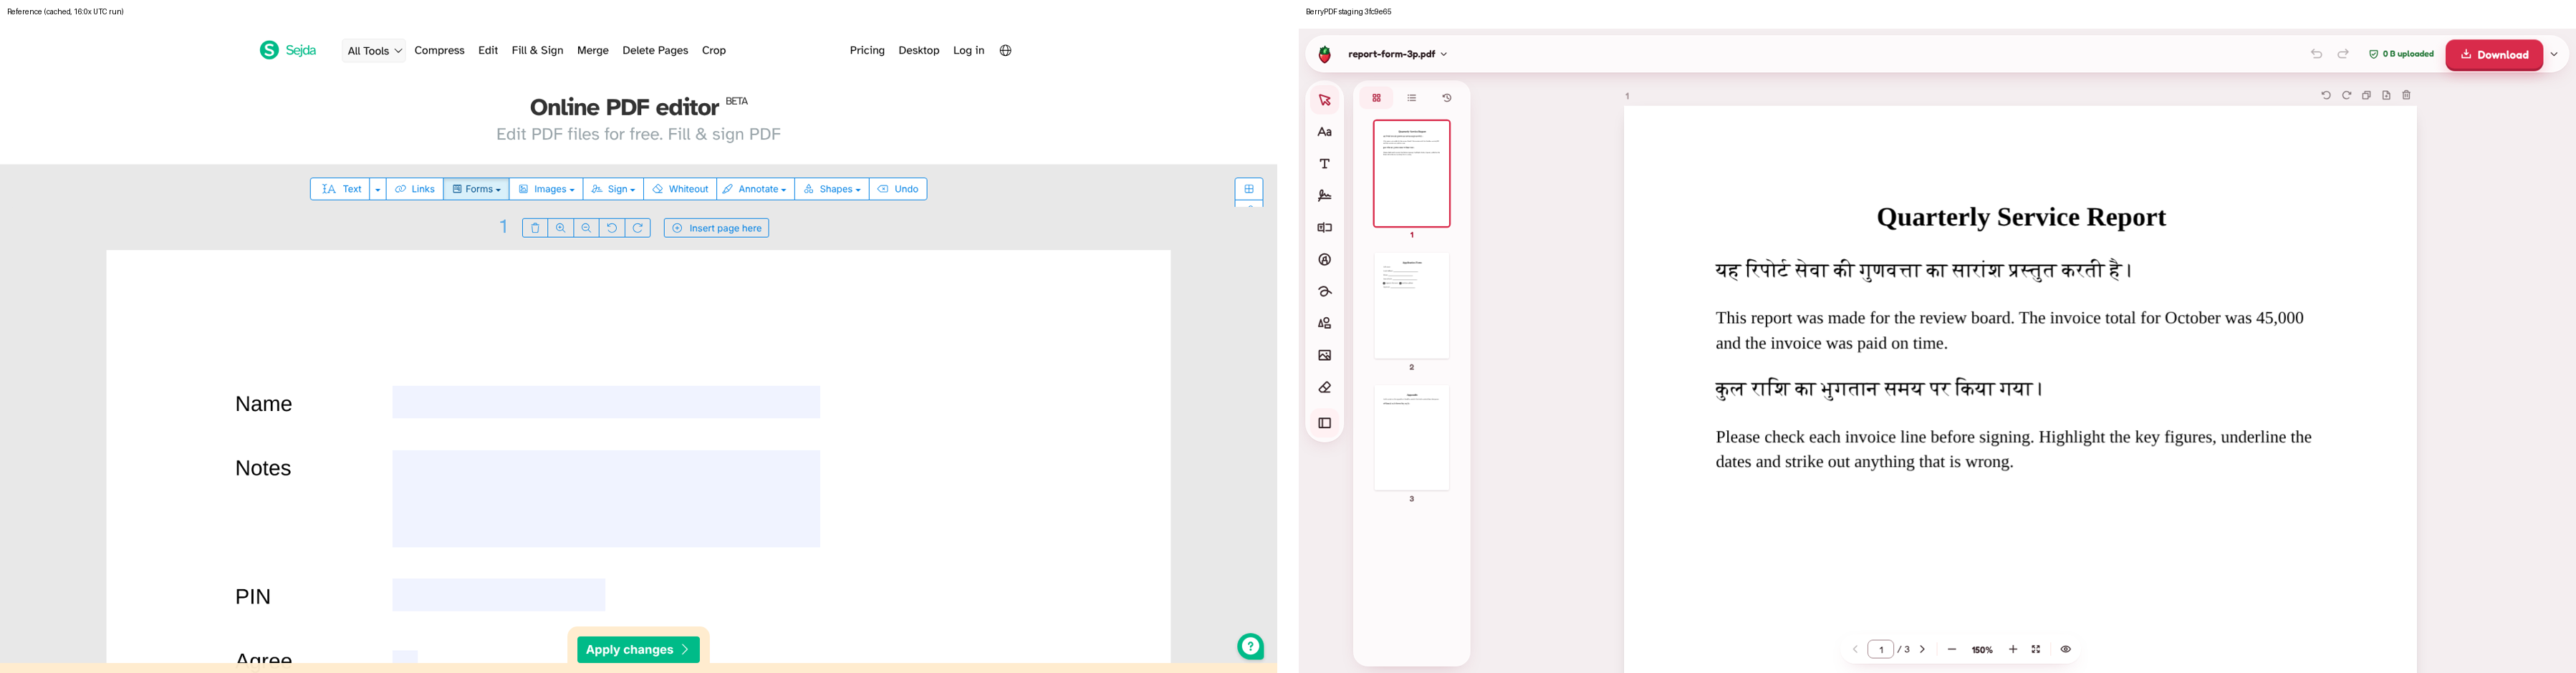 Reference (cached, 16:0x UTC run)
Sejda
All Tools
Compress
Edit
Fill & Sign
Merge
Delete Pages
Crop
Pricing
Desktop
Log in
Online PDF editor BETA
Edit PDF files for free. Fill & sign PDF
Text
Links
Forms
Images
Sign
Whiteout
Annotate
Shapes
Undo
1
Insert page here
Name
Notes
PIN
Agree
Apply changes
?
BerryPDF staging 3fc9e65
report-form-3p.pdf
0 B uploaded
Download
Aa
T
1
2
3
1
Quarterly Service Report
यह रिपोर्ट सेवा की गुणवत्ता का सारांश प्रस्तुत करती है।
This report was made for the review board. The invoice total for October was 45,000
and the invoice was paid on time.
कुल राशि का भुगतान समय पर किया गया।
Please check each invoice line before signing. Highlight the key figures, underline the
dates and strike out anything that is wrong.
1 / 3
150%